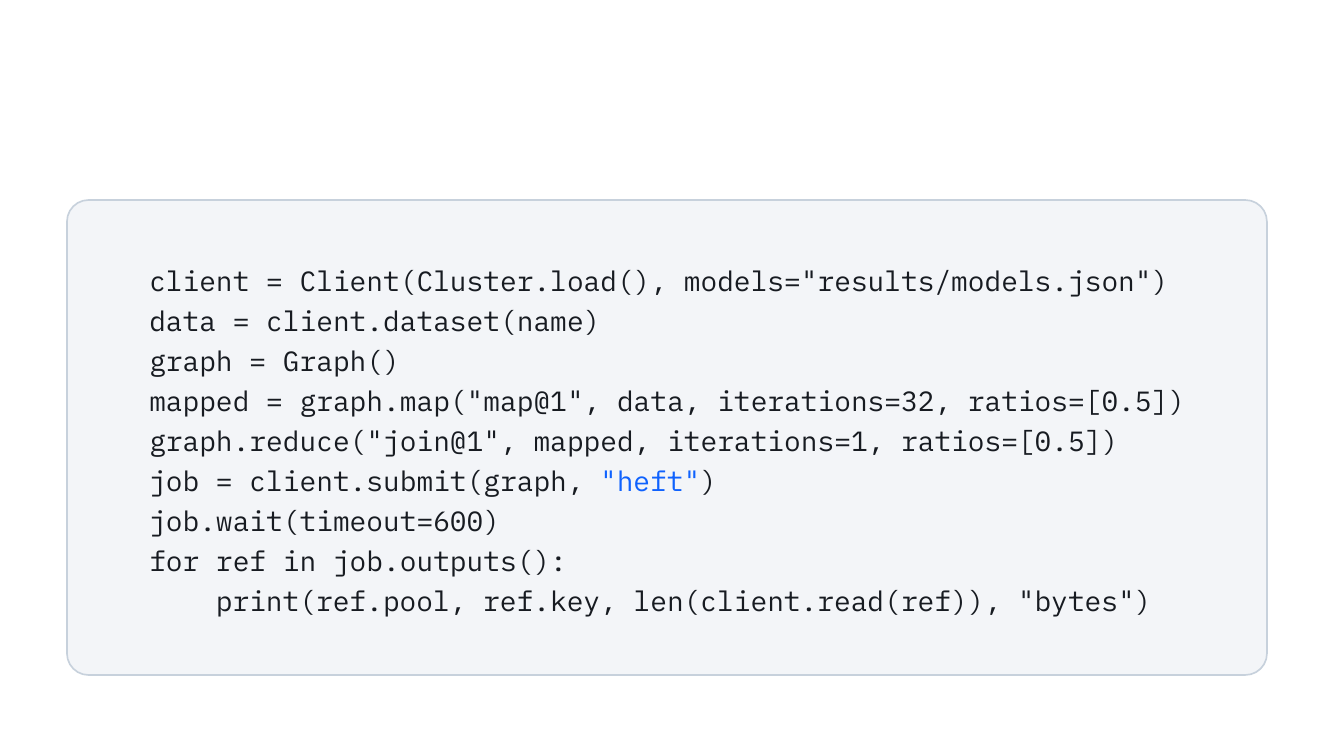 client = Client(Cluster.load(), models="results/models.json")
data = client.dataset(name)
graph = Graph()
mapped = graph.map("map@1", data, iterations=32, ratios=[0.5])
graph.reduce("join@1", mapped, iterations=1, ratios=[0.5])
job = client.submit(graph, "heft")
job.wait(timeout=600)
for ref in job.outputs():
    print(ref.pool, ref.key, len(client.read(ref)), "bytes")